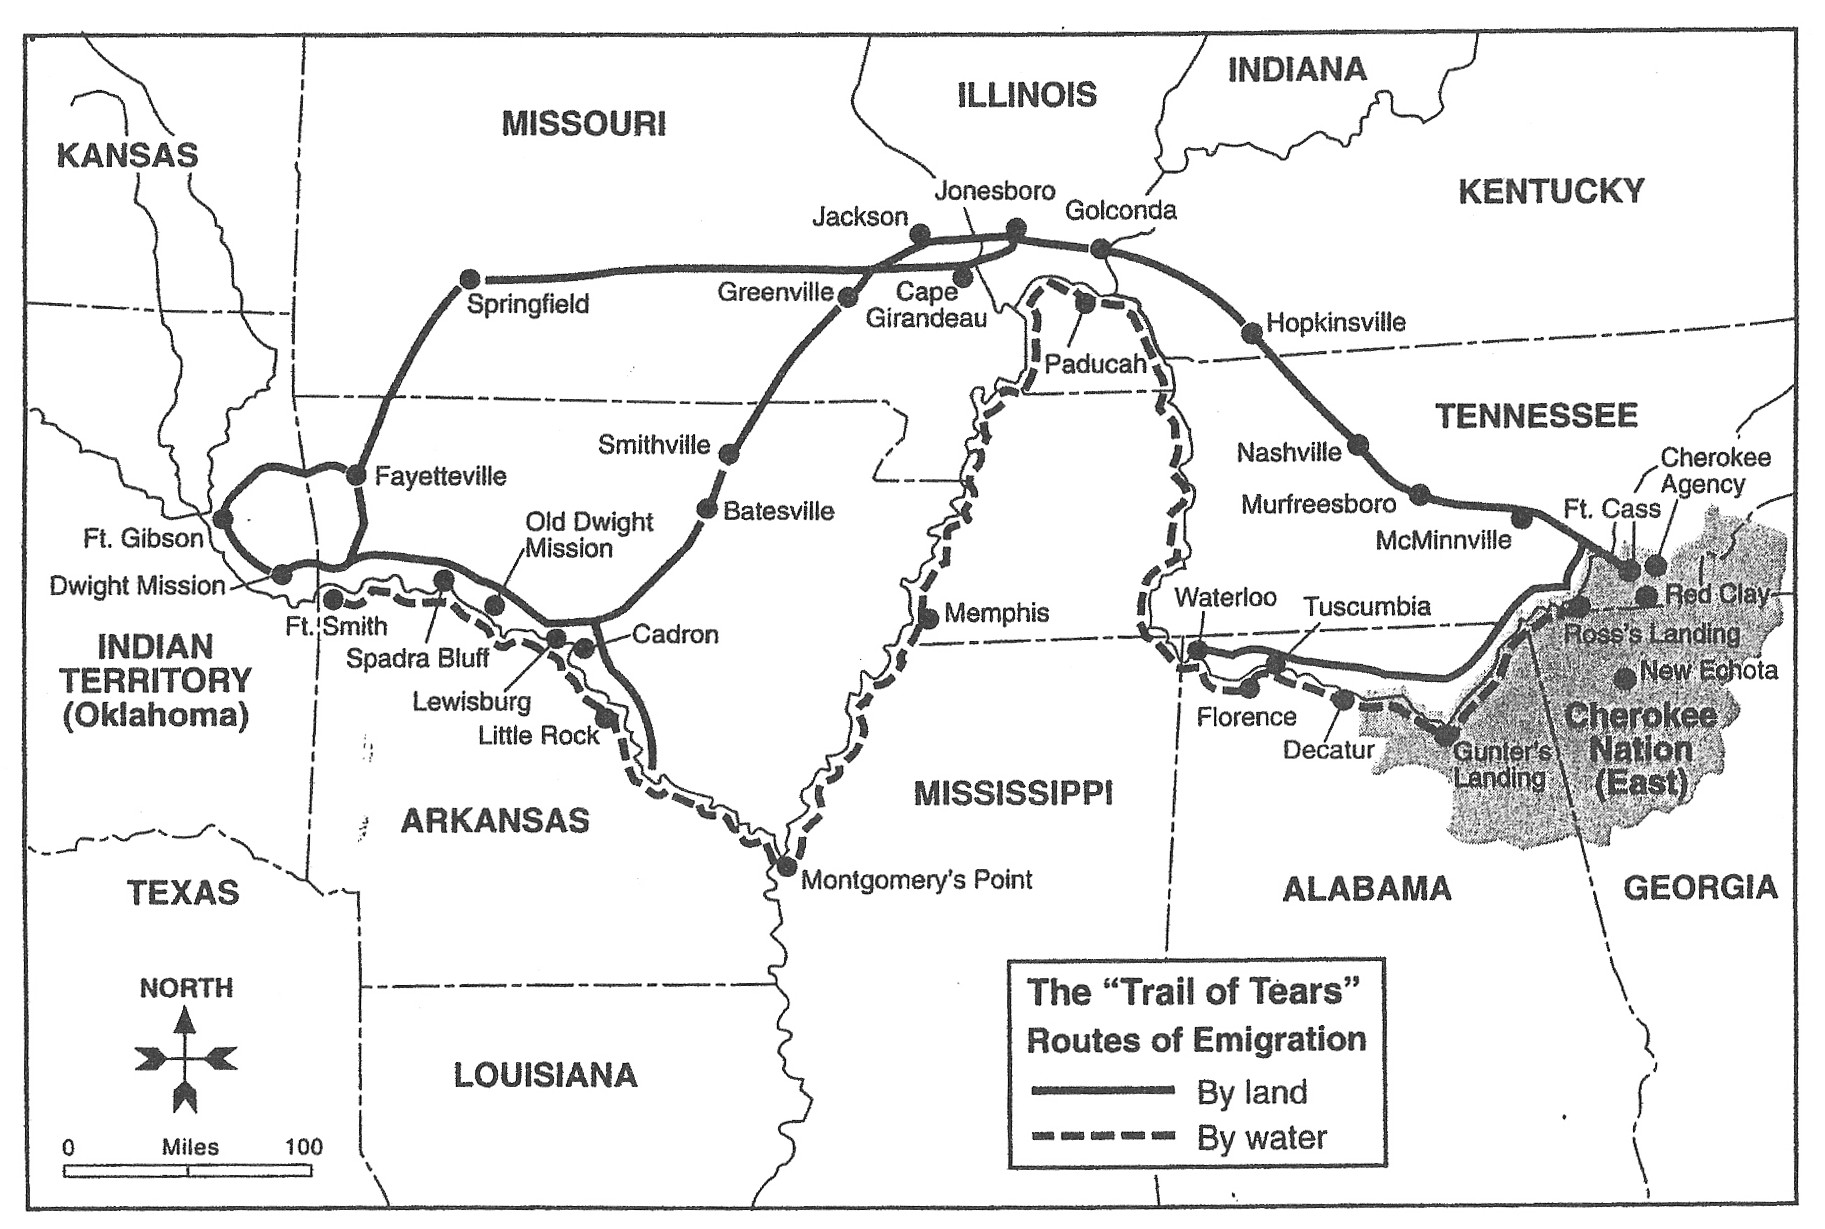 INDIANA
ILLINOIS
MISSOURI
KANSAS
KENTUCKY
Jonesboro
Jackson
Golconda
Springfield
Greenville
Cape
Girandeau
Hopkinsville
Paducah
TENNESSEE
Smithville
Nashville
Cherokee
Agency
Fayetteville
Murfreesboro
Ft. Cass
Batesville
Old Dwight
Mission
Ft. Gibson
McMinnville
Dwight Mission
Red Clay
Waterloo
Tuscumbia
Memphis
Ft. Smith
Cadron
Ross's Landing
INDIAN
TERRITORY
(Oklahoma)
Spadra Bluff
New Echota
Lewisburg
Florence
Cherokee
Nation
(East)
Little Rock
Decatur
Gunter's
Landing
MISSISSIPPI
ARKANSAS
Montgomery's Point
TEXAS
ALABAMA
GEORGIA
NORTH
The “Trail of Tears”
Routes of Emigration
By land
By water
LOUISIANA
0 Miles 100